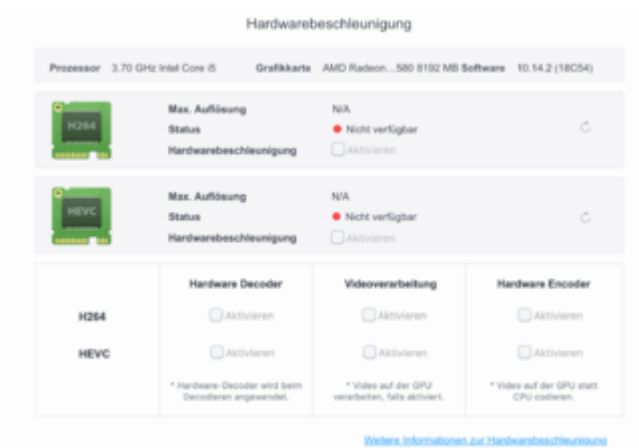 Hardwarebeschleunigung
Prozessor 3.70 GHz Intel Core i5 Grafikkarte AMD Radeon...580 8192 MB Software 10.14.2 (18C54)
H264
Max. Auflösung N/A
Status Nicht verfügbar
Hardwarebeschleunigung Aktivieren
HEVC
Max. Auflösung N/A
Status Nicht verfügbar
Hardwarebeschleunigung Aktivieren
Hardware Decoder Videoverarbeitung Hardware Encoder
H264 Aktivieren Aktivieren Aktivieren
HEVC Aktivieren Aktivieren Aktivieren
* Hardware-Decoder wird beim * Video auf der GPU * Video auf der GPU statt
Decodieren angewendet. verarbeiten, falls aktiviert. CPU codieren.
Weitere Informationen zur Hardwarebeschleunigung